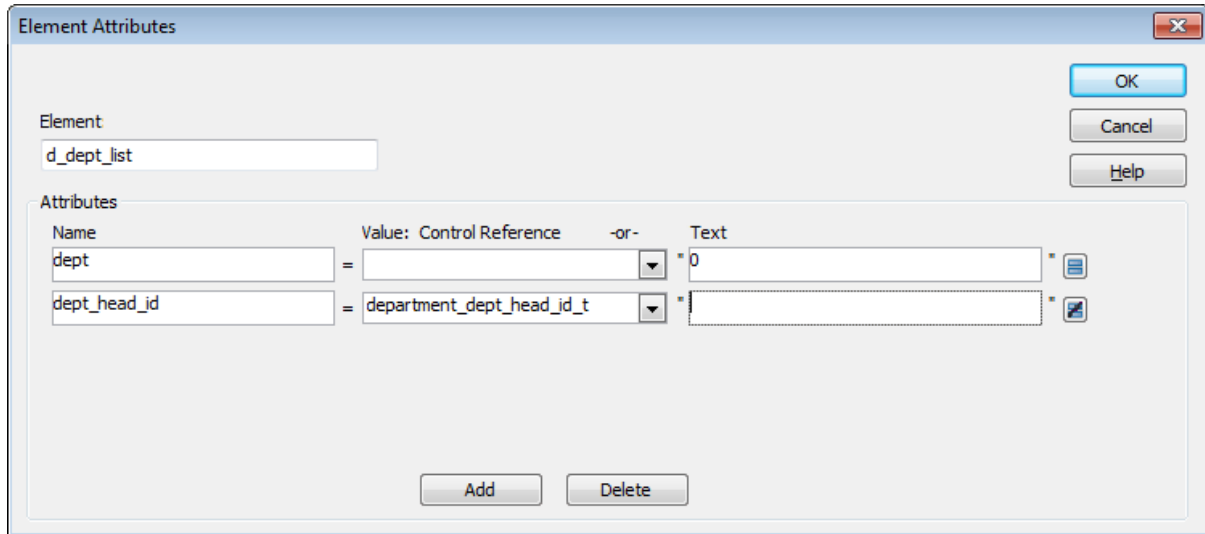 Element Attributes
OK
Element
Cancel
d_dept_list
Help
Attributes
Name Value: Control Reference -or- Text
dept = " 0 "
dept_head_id = department_dept_head_id_t " "
Add Delete